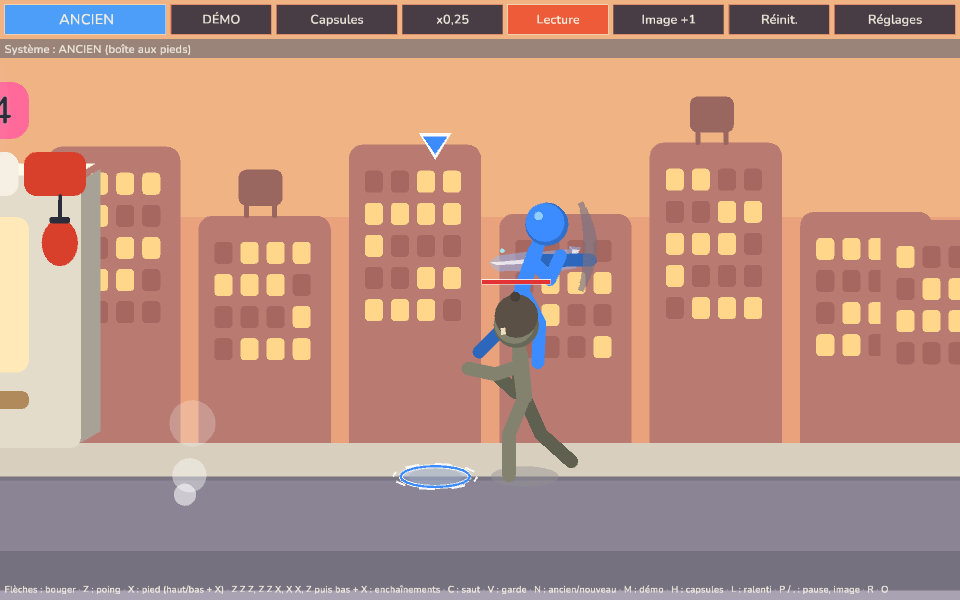 ANCIEN DÉMO Capsules x0,25 Lecture Image +1 Réinit. Réglages
Système : ANCIEN (boîte aux pieds)
4
Flèches : bouger · Z : poing · X : pied (haut/bas + X) · Z Z Z, Z Z X, X X, Z puis bas + X : enchaînements · C : saut · V : garde · N : ancien/nouveau · M : démo · H : capsules · L : ralenti · P / . : pause, image · R · O